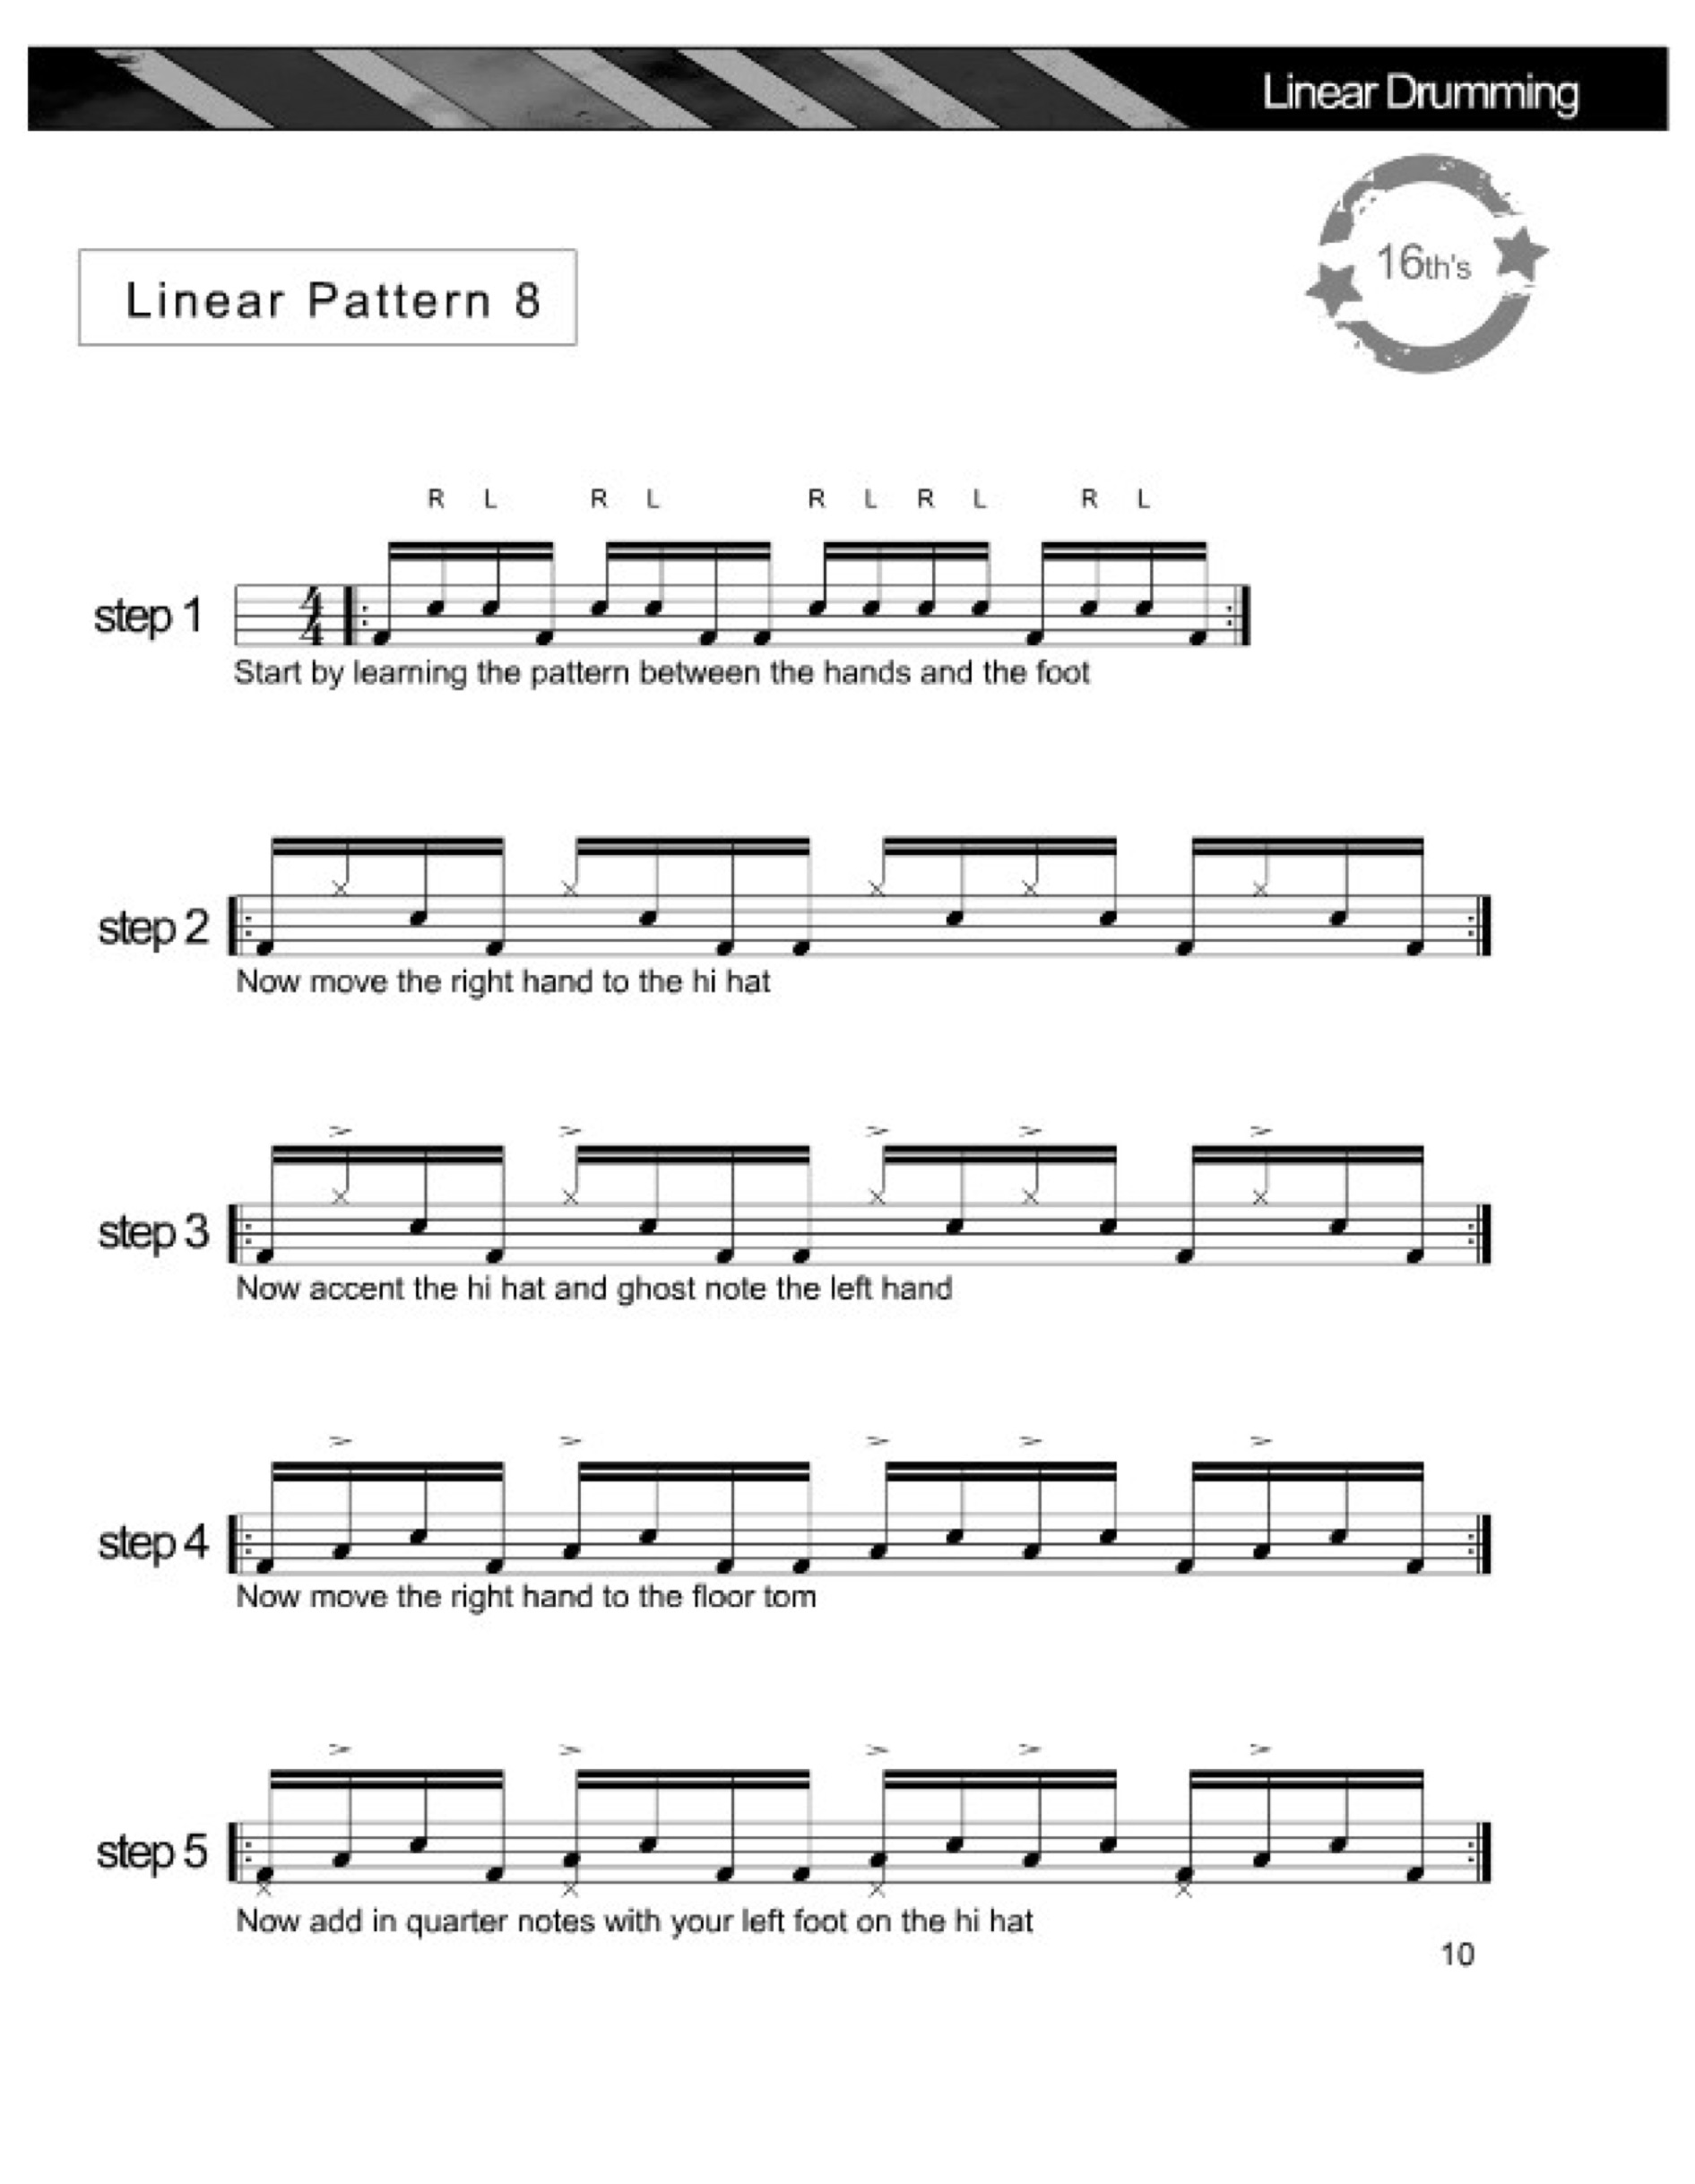 Linear Drumming
16th's
Linear Pattern 8
R L R L R L R L R L
step 1
4
4
Start by learning the pattern between the hands and the foot
step 2
Now move the right hand to the hi hat
step 3
Now accent the hi hat and ghost note the left hand
step 4
Now move the right hand to the floor tom
step 5
Now add in quarter notes with your left foot on the hi hat
10